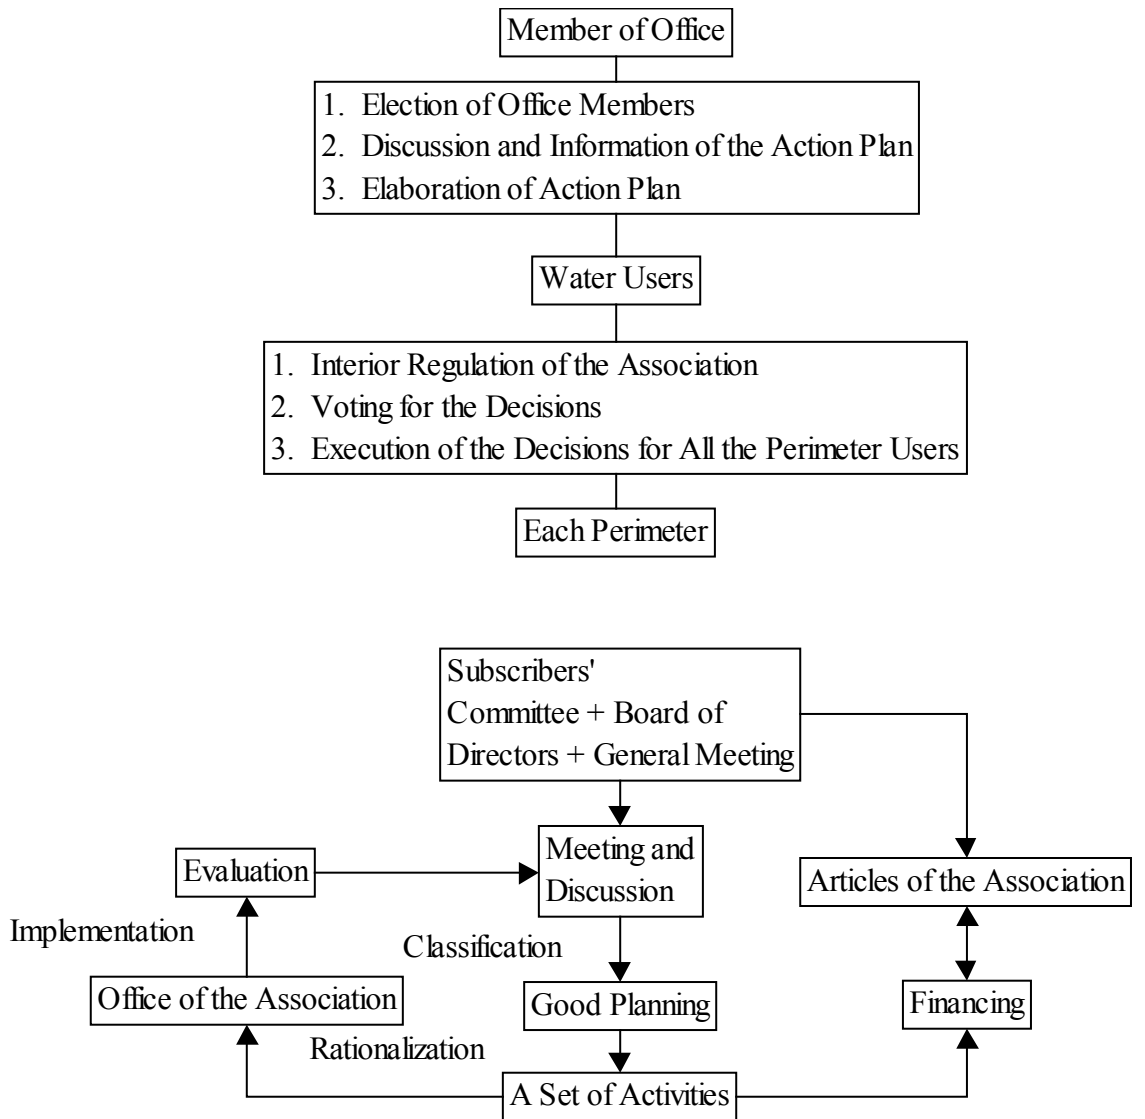 Member of Office
1. Election of Office Members
2. Discussion and Information of the Action Plan
3. Elaboration of Action Plan
Water Users
1. Interior Regulation of the Association
2. Voting for the Decisions
3. Execution of the Decisions for All the Perimeter Users
Each Perimeter
Subscribers'
Committee + Board of
Directors + General Meeting
Meeting and
Discussion
Evaluation
Articles of the Association
Implementation
Classification
Office of the Association
Good Planning
Financing
Rationalization
A Set of Activities